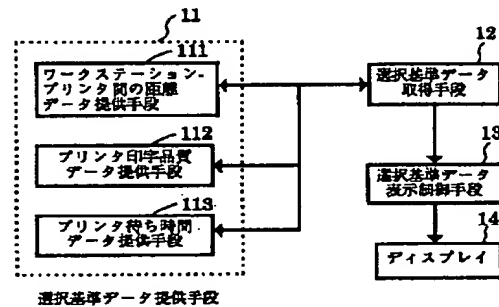 11
111
ワークステーション-
プリンタ間の距離
データ提供手段
112
プリンタ印字品質
データ提供手段
113
プリンタ待ち時間
データ提供手段
選択基準データ提供手段
12
選択基準データ
取得手段
13
選択基準データ
表示制御手段
14
ディスプレイ